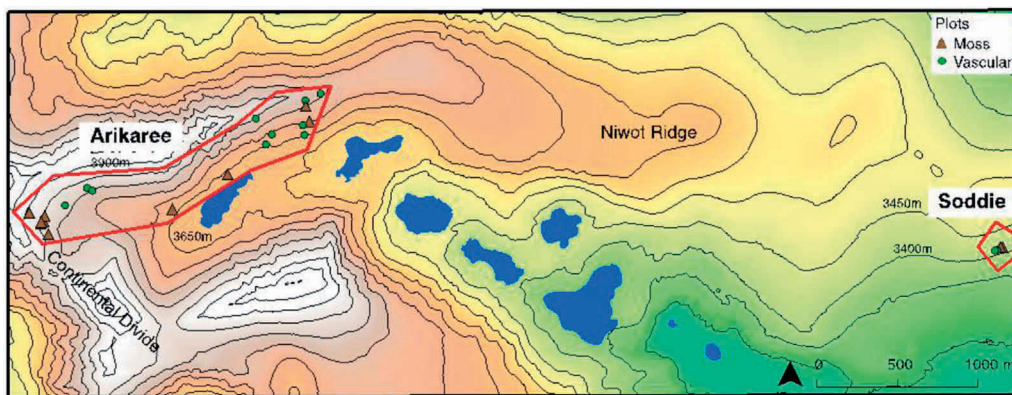 Plots
Moss
Vascular
Arikaree
3900m
Niwot Ridge
3450m
Soddie
3400m
3650m
Continental Divide
0 500 1000 m